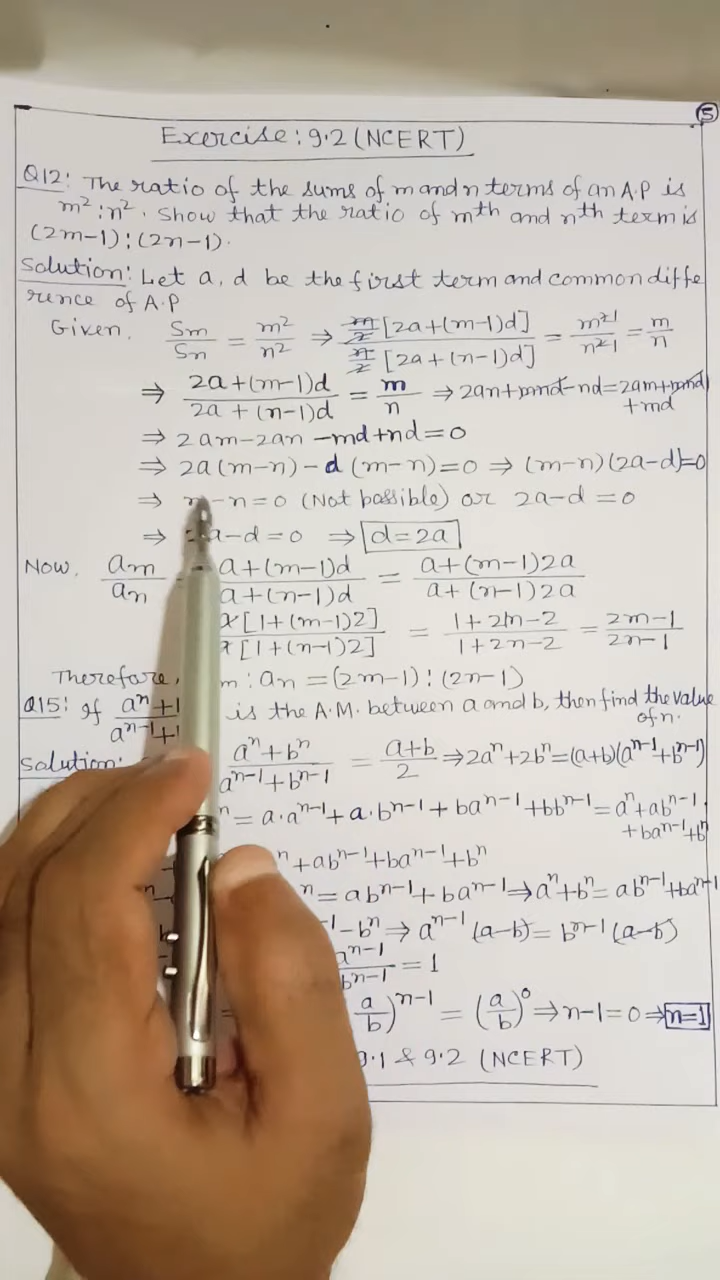 5
Exercise: 9.2 (NCERT)
Q12: The ratio of the sums of m and n terms of an A.P is
m²:n². Show that the ratio of mth and nth term is
(2m-1):(2n-1).
Solution: Let a, d be the first term and common diffe
rence of A.P
Given, Sm/Sn = m²/n² ⇒ m/2 [2a+(m-1)d] / n/2 [2a+(n-1)d] = m²1/n²1 = m/n
⇒ 2a+(m-1)d / 2a+(n-1)d = m/n ⇒ 2an+mnd-nd=2am+mnd
+md
⇒ 2am-2an-md+nd=0
⇒ 2a(m-n)-d(m-n)=0 ⇒ (m-n)(2a-d)=0
⇒ m-n=0 (Not possible) or 2a-d=0
⇒ a-d=0 ⇒ d=2a
Now, am/an a+(m-1)d / a+(n-1)d = a+(m-1)2a / a+(n-1)2a
[1+(m-1)2] / [1+(n-1)2] = 1+2m-2 / 1+2n-2 = 2m-1 / 2n-1
Therefore, m:an=(2m-1):(2n-1)
Q15: If aⁿ+ / aⁿ⁻¹+ is the A.M. between a and b, then find the value
of n.
Solution: aⁿ+bⁿ / aⁿ⁻¹+bⁿ⁻¹ = a+b / 2 ⇒ 2aⁿ+2bⁿ=(a+b)(aⁿ⁻¹+bⁿ⁻¹)
n = a·aⁿ⁻¹+a·bⁿ⁻¹+baⁿ⁻¹+bbⁿ⁻¹=aⁿ+abⁿ⁻¹
+baⁿ⁻¹+bⁿ
n+abⁿ⁻¹+baⁿ⁻¹+bⁿ
n = abⁿ⁻¹+baⁿ⁻¹ ⇒ aⁿ+bⁿ=abⁿ⁻¹+baⁿ⁻¹
-1-bⁿ ⇒ aⁿ⁻¹(a-b)=bⁿ⁻¹(a-b)
aⁿ⁻¹/bⁿ⁻¹ = 1
(a/b)ⁿ⁻¹ = (a/b)⁰ ⇒ n-1=0 ⇒ n=1
9.1 & 9.2 (NCERT)